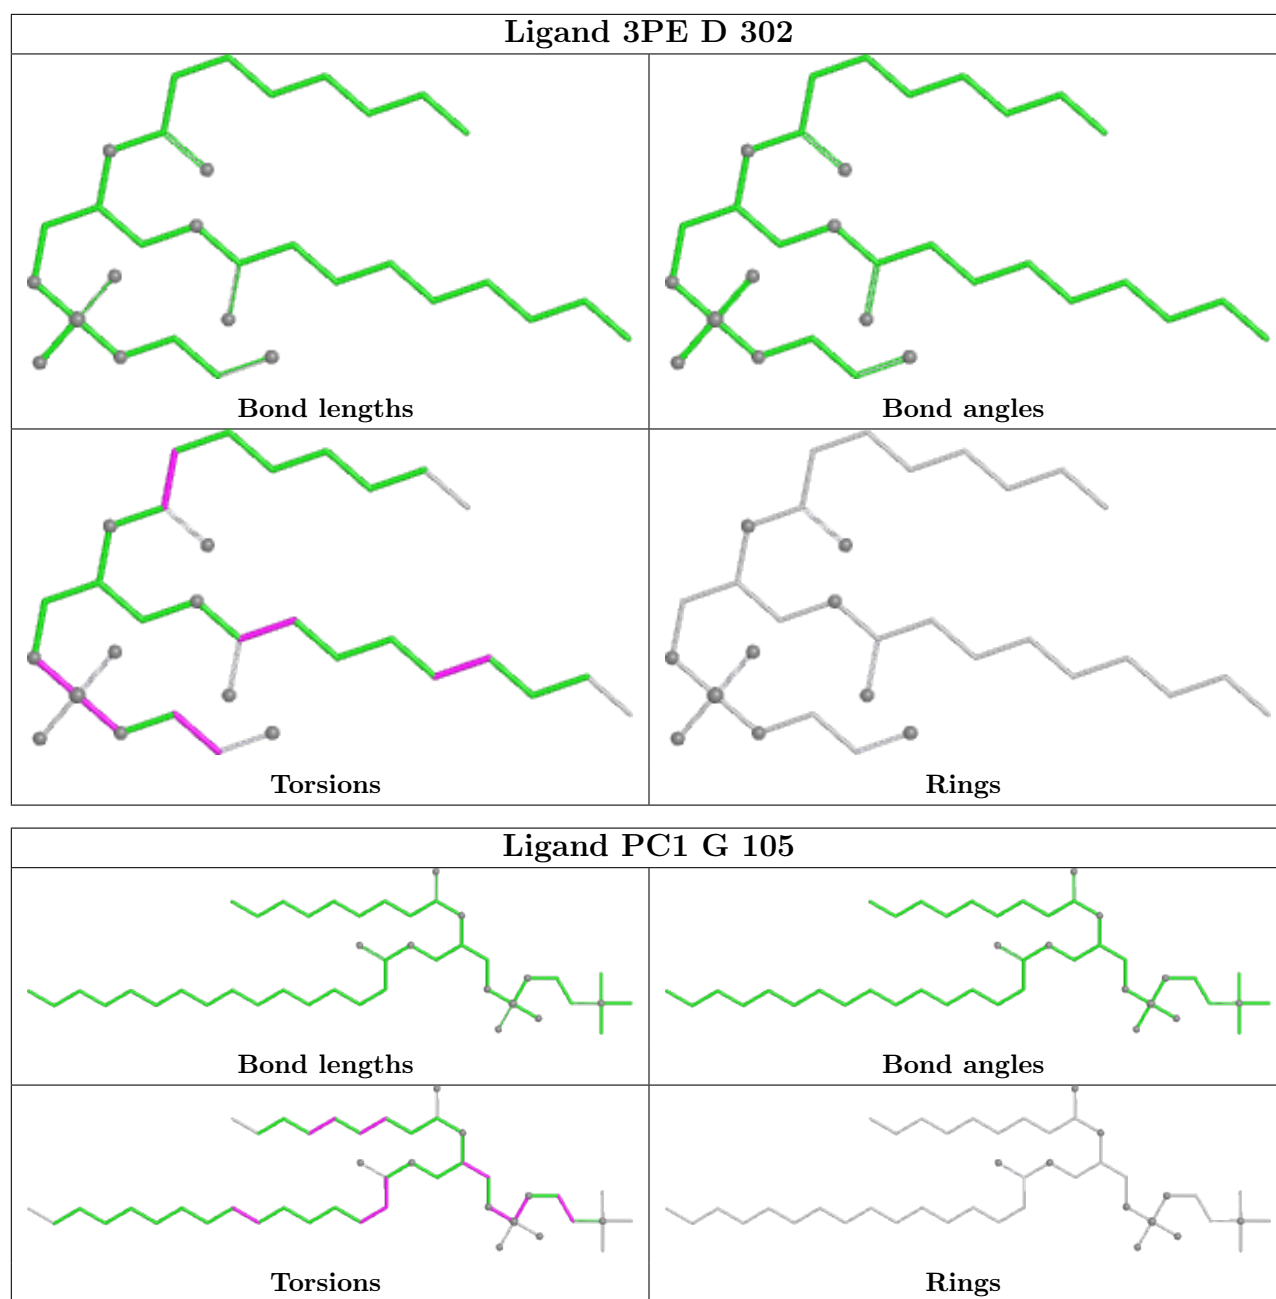 Ligand 3PE D 302
Bond lengths
Bond angles
Torsions
Rings
Ligand PC1 G 105
Bond lengths
Bond angles
Torsions
Rings